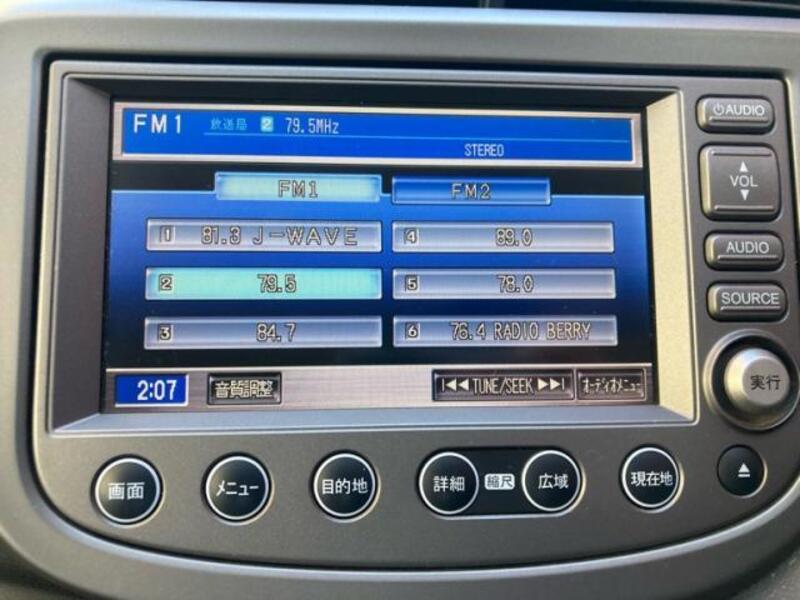 FM1 放送局 2 79.5MHz
STEREO
FM1 FM2
1 81.3 J-WAVE
4 89.0
2 79.5
5 78.0
3 84.7
6 76.4 RADIO BERRY
2:07 音質調整 TUNE/SEEK オーディオメニュー
AUDIO
VOL
AUDIO
SOURCE
実行
画面 メニュー 目的地 詳細 縮尺 広域 現在地